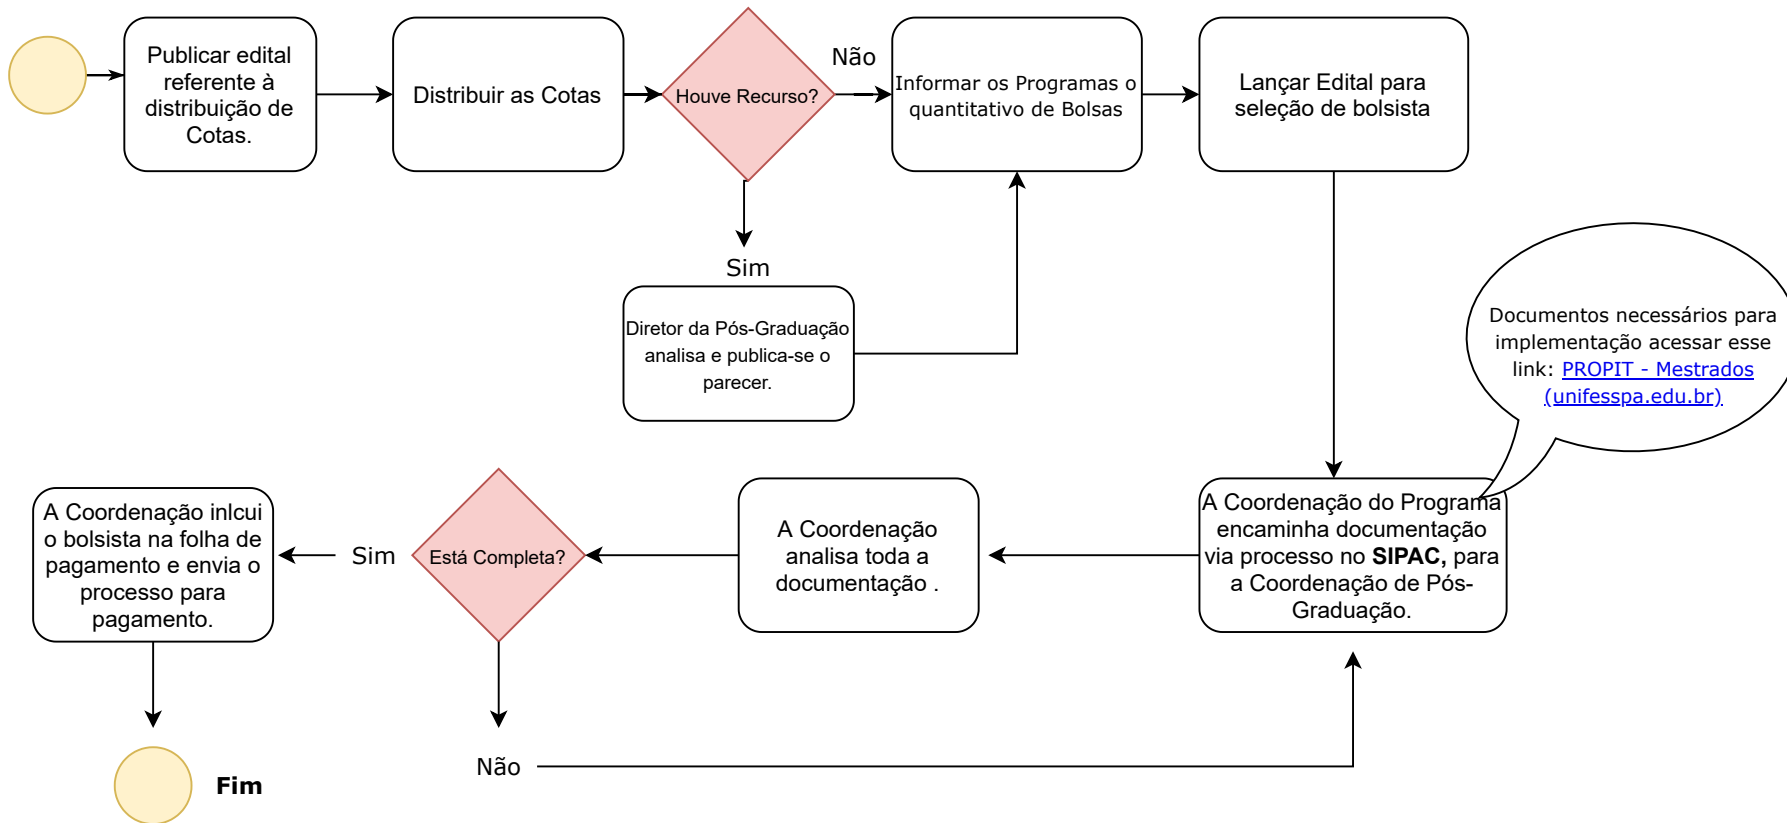 Publicar edital
referente à
distribuição de
Cotas.
Distribuir as Cotas
Houve Recurso?
Não
Informar os Programas o
quantitativo de Bolsas
Lançar Edital para
seleção de bolsista
Sim
Diretor da Pós-Graduação
analisa e publica-se o
parecer.
Documentos necessários para
implementação acessar esse
link: PROPIT - Mestrados
(unifesspa.edu.br)
A Coordenação do Programa
encaminha documentação
via processo no SIPAC, para
a Coordenação de Pós-
Graduação.
A Coordenação
analisa toda a
documentação .
Está Completa?
Sim
A Coordenação inlcui
o bolsista na folha de
pagamento e envia o
processo para
pagamento.
Não
Fim